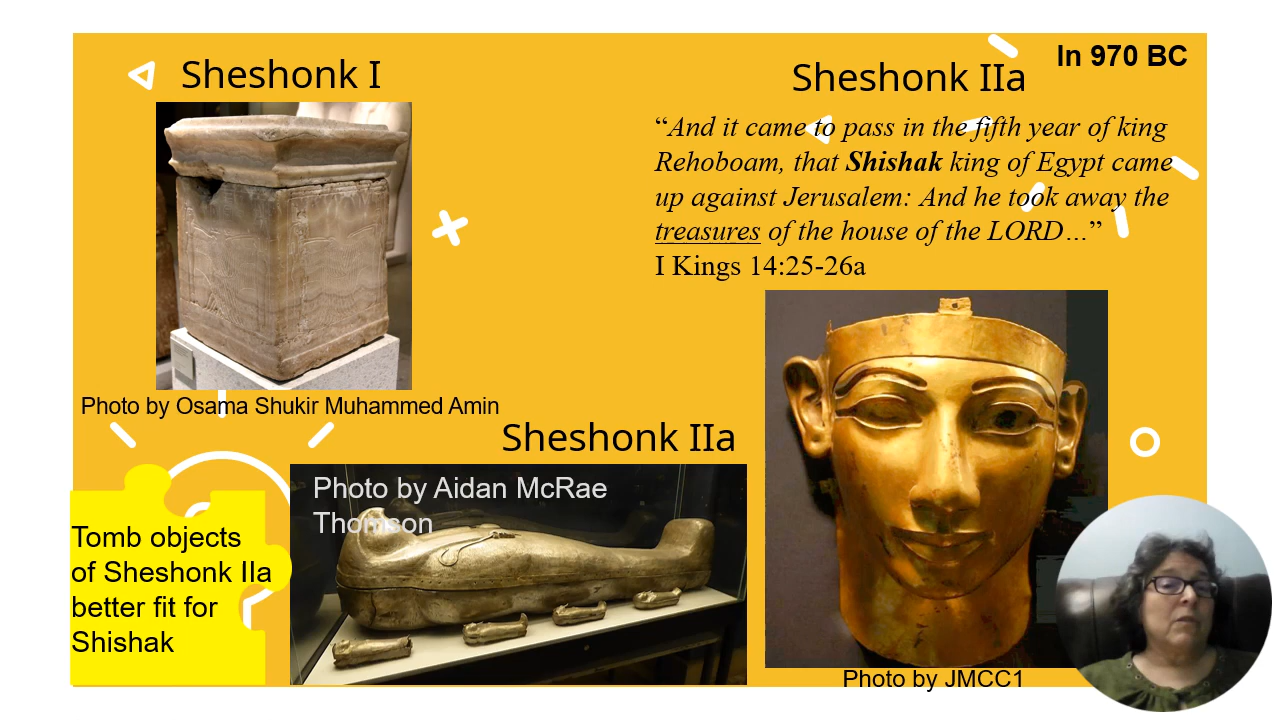 Sheshonk I
Photo by Osama Shukir Muhammed Amin
In 970 BC
Sheshonk IIa
“And it came to pass in the fifth year of king
Rehoboam, that Shishak king of Egypt came
up against Jerusalem: And he took away the
treasures of the house of the LORD…”
I Kings 14:25-26a
Sheshonk IIa
Photo by Aidan McRae
Thomson
Tomb objects
of Sheshonk IIa
better fit for
Shishak
Photo by JMCC1